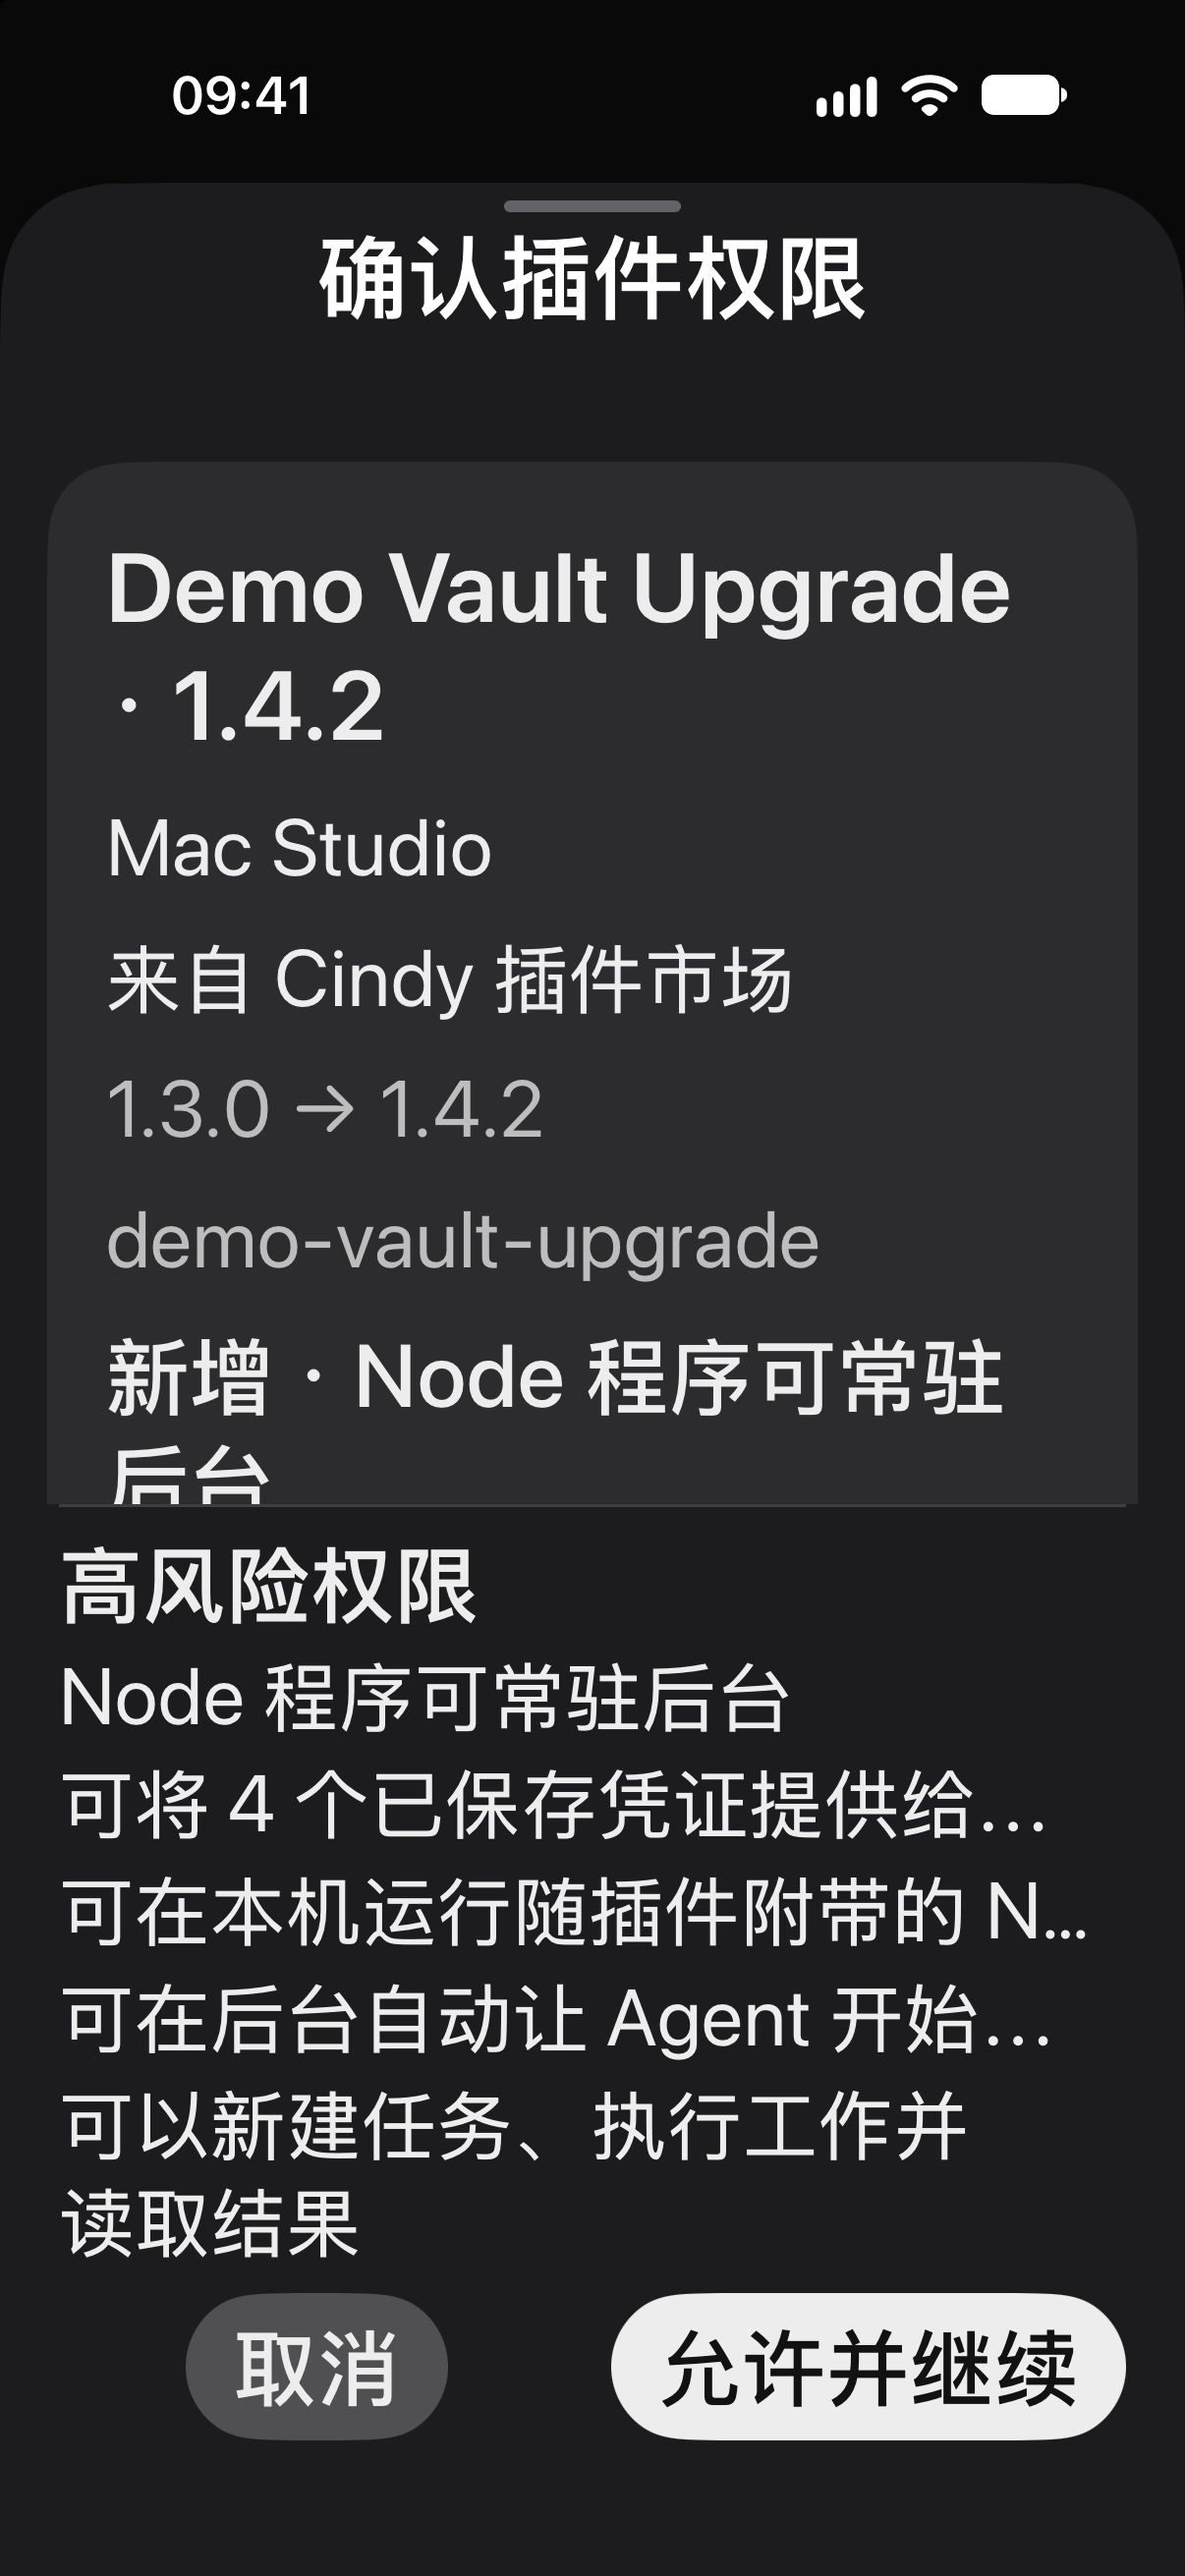 09:41
确认插件权限
Demo Vault Upgrade
· 1.4.2
Mac Studio
来自 Cindy 插件市场
1.3.0 → 1.4.2
demo-vault-upgrade
新增 · Node 程序可常驻
后台
高风险权限
Node 程序可常驻后台
可将 4 个已保存凭证提供给…
可在本机运行随插件附带的 N…
可在后台自动让 Agent 开始…
可以新建任务、执行工作并
读取结果
取消
允许并继续